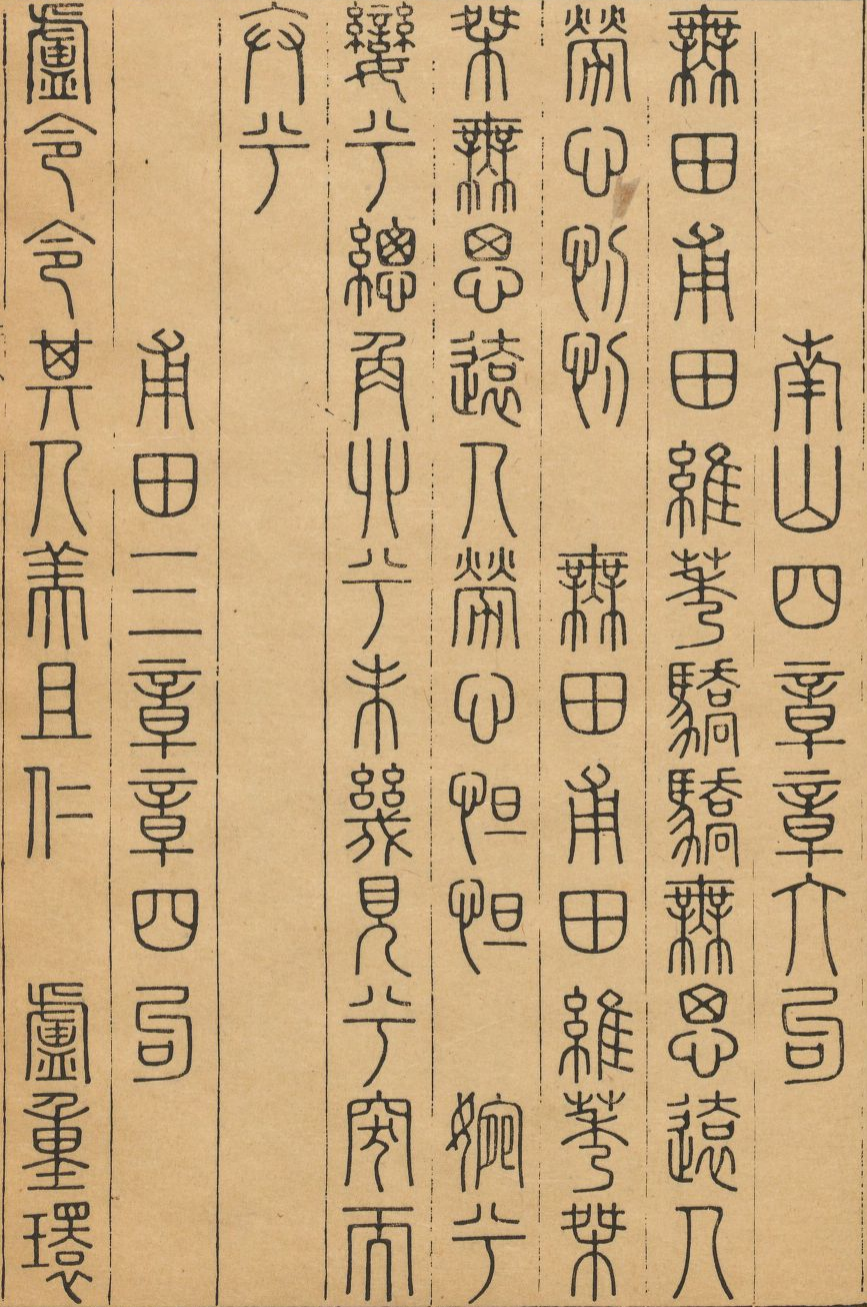 南山四章章六句
無田甫田維莠驕驕無思遠人
勞心忉忉 無田甫田維莠桀
桀無思遠人勞心怛怛 婉兮
孌兮總角丱兮未幾見兮突而
弁兮
甫田三章章四句
盧令令其人美且仁 盧重環